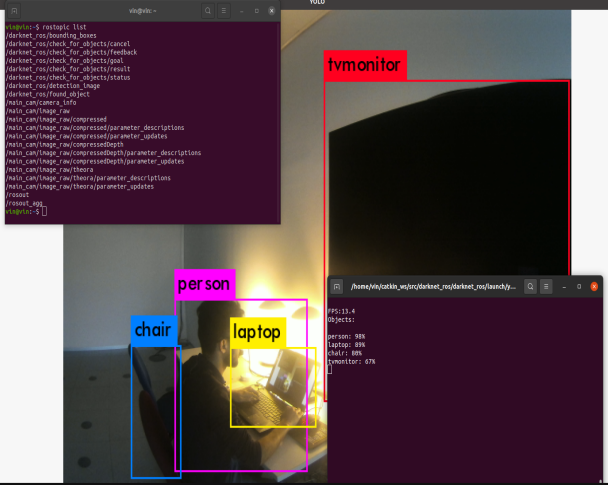 YOLO
vin@vin: ~
vin@vin:~$ rostopic list
/darknet_ros/bounding_boxes
/darknet_ros/check_for_objects/cancel
/darknet_ros/check_for_objects/feedback
/darknet_ros/check_for_objects/goal
/darknet_ros/check_for_objects/result
/darknet_ros/check_for_objects/status
/darknet_ros/detection_image
/darknet_ros/found_object
/main_cam/camera_info
/main_cam/image_raw
/main_cam/image_raw/compressed
/main_cam/image_raw/compressed/parameter_descriptions
/main_cam/image_raw/compressed/parameter_updates
/main_cam/image_raw/compressedDepth
/main_cam/image_raw/compressedDepth/parameter_descriptions
/main_cam/image_raw/compressedDepth/parameter_updates
/main_cam/image_raw/theora
/main_cam/image_raw/theora/parameter_descriptions
/main_cam/image_raw/theora/parameter_updates
/rosout
/rosout_agg
vin@vin:~$
tvmonitor
person
chair
laptop
/home/vin/catkin_ws/src/darknet_ros/darknet_ros/launch/y...
FPS:13.4
Objects:
person: 98%
laptop: 89%
chair: 80%
tvmonitor: 67%